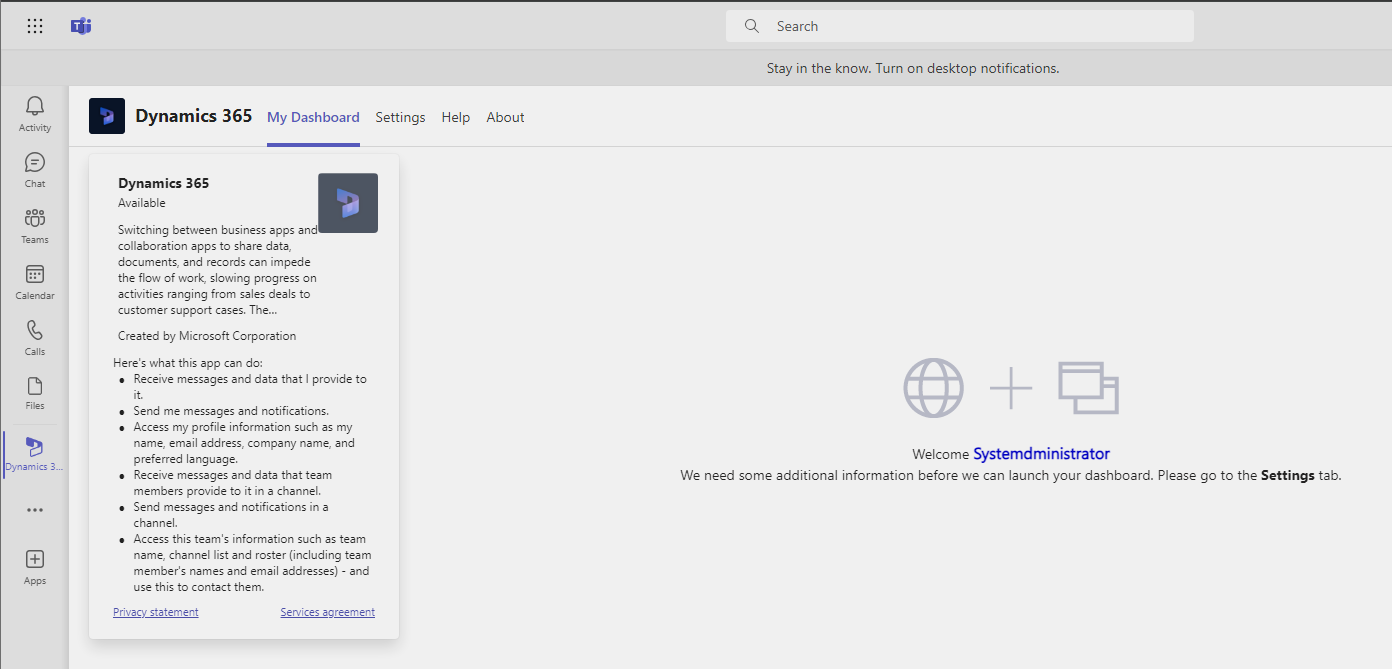 Search
Stay in the know. Turn on desktop notifications.
Activity
Chat
Teams
Calendar
Calls
Files
Dynamics 3...
Apps
Dynamics 365
My Dashboard
Settings
Help
About
Dynamics 365
Available
Switching between business apps and
collaboration apps to share data,
documents, and records can impede
the flow of work, slowing progress on
activities ranging from sales deals to
customer support cases. The...
Created by Microsoft Corporation
Here's what this app can do:
Receive messages and data that I provide to
it.
Send me messages and notifications.
Access my profile information such as my
name, email address, company name, and
preferred language.
Receive messages and data that team
members provide to it in a channel.
Send messages and notifications in a
channel.
Access this team's information such as team
name, channel list and roster (including team
member's names and email addresses) - and
use this to contact them.
Privacy statement
Services agreement
Welcome Systemdministrator
We need some additional information before we can launch your dashboard. Please go to the Settings tab.